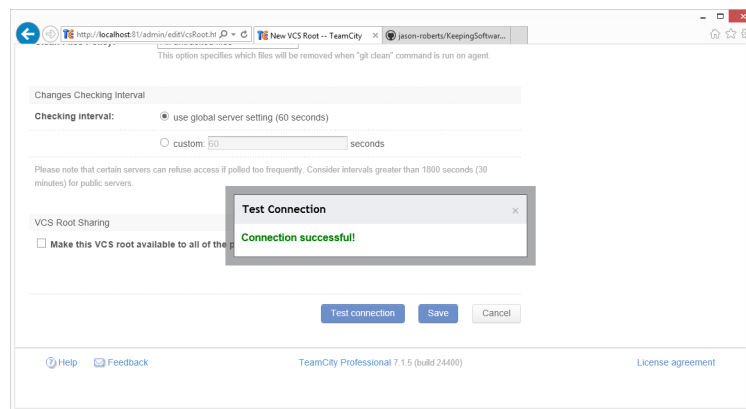 http://localhost:81/admin/editVcsRoot.ht
New VCS Root -- TeamCity
jason-roberts/KeepingSoftwar...
This option specifies which files will be removed when "git clean" command is run on agent.
Changes Checking Interval
Checking interval:
use global server setting (60 seconds)
custom: 60 seconds
Please note that certain servers can refuse access if polled too frequently. Consider intervals greater than 1800 seconds (30
minutes) for public servers.
Test Connection
Connection successful!
VCS Root Sharing
Make this VCS root available to all of the p
Test connection
Save
Cancel
Help
Feedback
TeamCity Professional 7.1.5 (build 24400)
License agreement